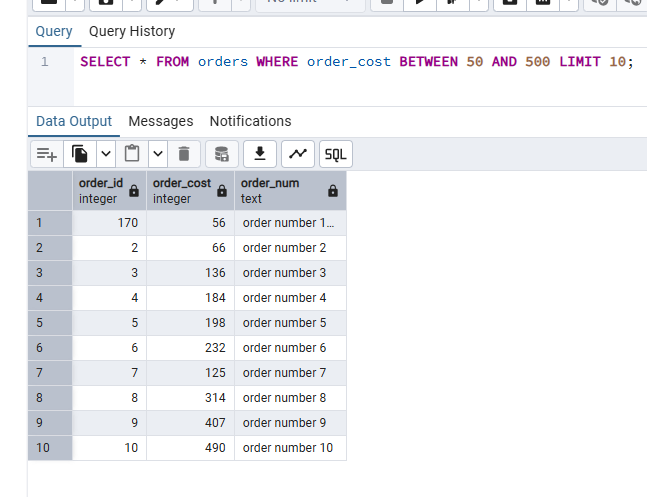 Query Query History
1 SELECT * FROM orders WHERE order_cost BETWEEN 50 AND 500 LIMIT 10;
Data Output Messages Notifications
SQL
order_id integer order_cost integer order_num text
1 170 56 order number 1...
2 2 66 order number 2
3 3 136 order number 3
4 4 184 order number 4
5 5 198 order number 5
6 6 232 order number 6
7 7 125 order number 7
8 8 314 order number 8
9 9 407 order number 9
10 10 490 order number 10